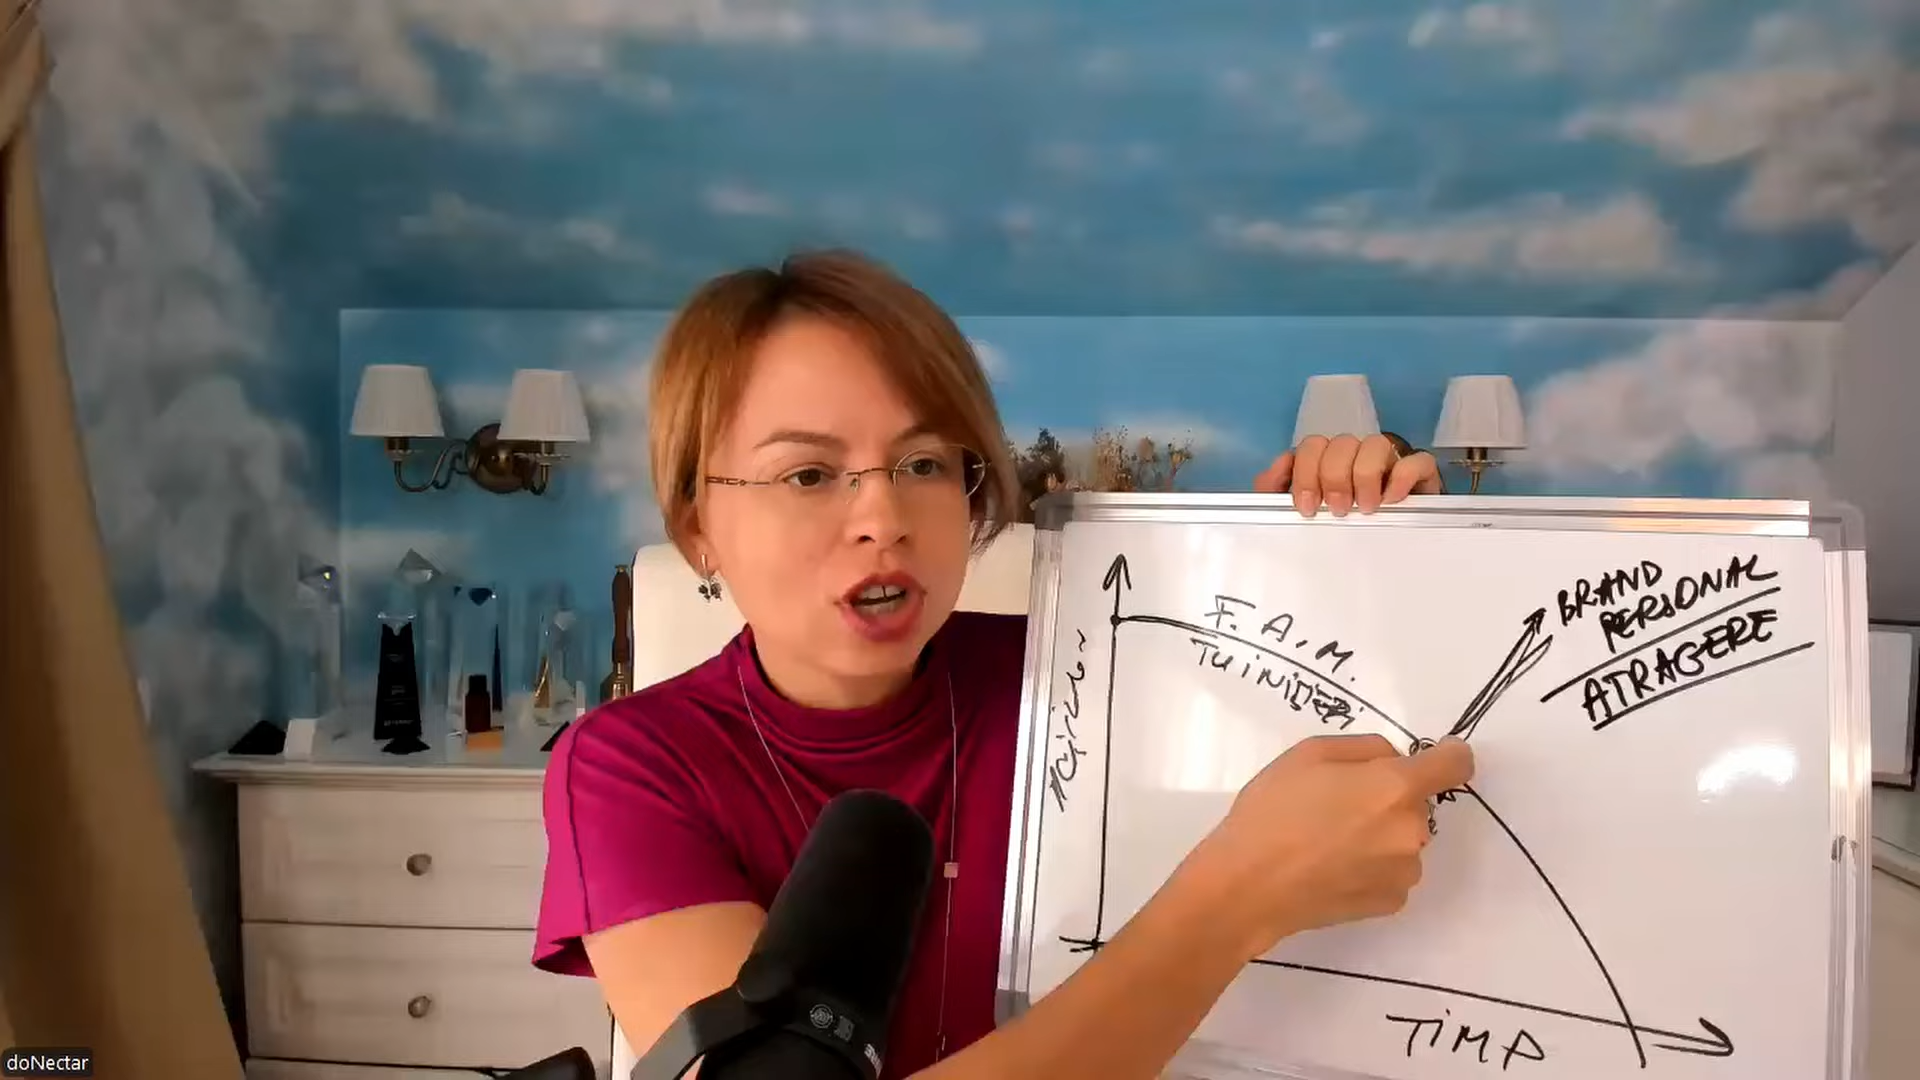 F. A. M.
BRAND
PERSONAL
ATRAGERE
TIMP
doNectar